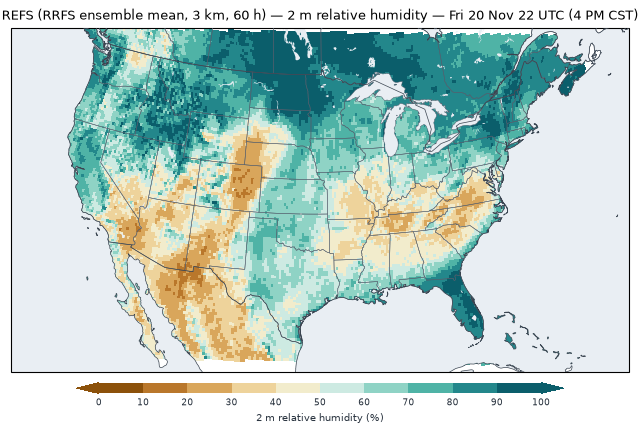 REFS (RRFS ensemble mean, 3 km, 60 h) — 2 m relative humidity — Fri 20 Nov 22 UTC (4 PM CST)
0 10 20 30 40 50 60 70 80 90 100
2 m relative humidity (%)